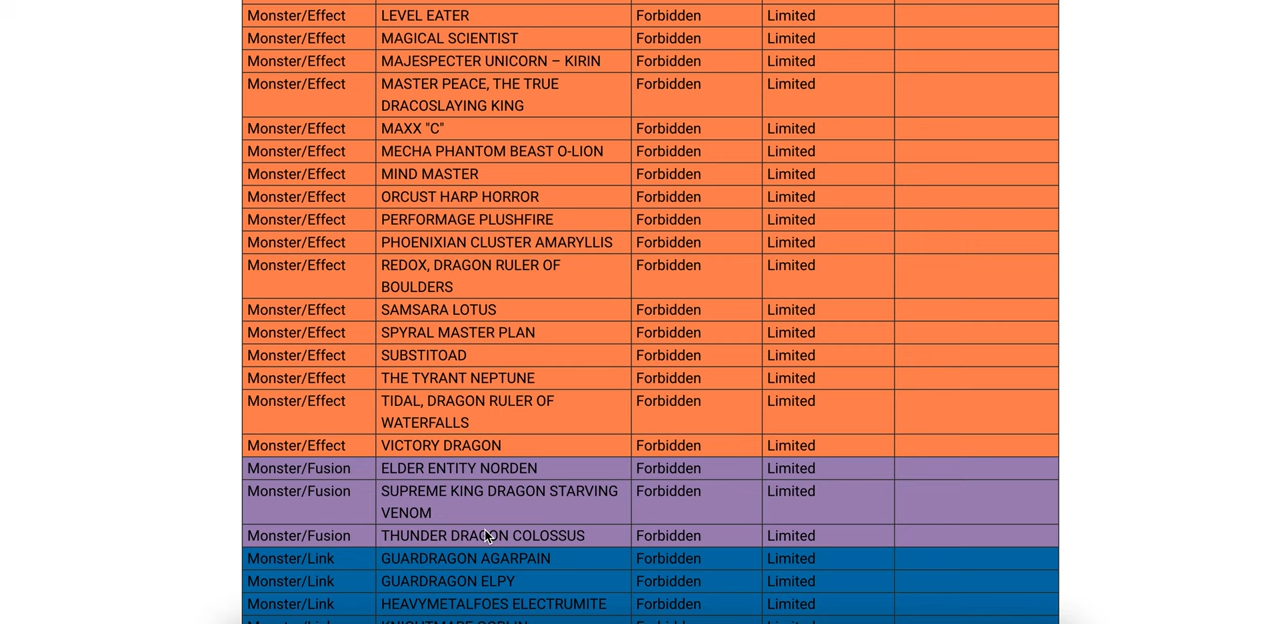 Monster/Effect LEVEL EATER Forbidden Limited
Monster/Effect MAGICAL SCIENTIST Forbidden Limited
Monster/Effect MAJESPECTER UNICORN – KIRIN Forbidden Limited
Monster/Effect MASTER PEACE, THE TRUE Forbidden Limited
DRACOSLAYING KING
Monster/Effect MAXX "C" Forbidden Limited
Monster/Effect MECHA PHANTOM BEAST O-LION Forbidden Limited
Monster/Effect MIND MASTER Forbidden Limited
Monster/Effect ORCUST HARP HORROR Forbidden Limited
Monster/Effect PERFORMAGE PLUSHFIRE Forbidden Limited
Monster/Effect PHOENIXIAN CLUSTER AMARYLLIS Forbidden Limited
Monster/Effect REDOX, DRAGON RULER OF Forbidden Limited
BOULDERS
Monster/Effect SAMSARA LOTUS Forbidden Limited
Monster/Effect SPYRAL MASTER PLAN Forbidden Limited
Monster/Effect SUBSTITOAD Forbidden Limited
Monster/Effect THE TYRANT NEPTUNE Forbidden Limited
Monster/Effect TIDAL, DRAGON RULER OF Forbidden Limited
WATERFALLS
Monster/Effect VICTORY DRAGON Forbidden Limited
Monster/Fusion ELDER ENTITY NORDEN Forbidden Limited
Monster/Fusion SUPREME KING DRAGON STARVING Forbidden Limited
VENOM
Monster/Fusion THUNDER DRAGON COLOSSUS Forbidden Limited
Monster/Link GUARDRAGON AGARPAIN Forbidden Limited
Monster/Link GUARDRAGON ELPY Forbidden Limited
Monster/Link HEAVYMETALFOES ELECTRUMITE Forbidden Limited